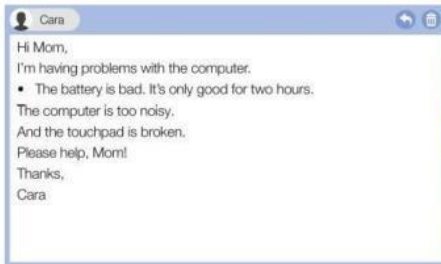 Cara
Hi Mom,
I'm having problems with the computer.
• The battery is bad. It's only good for two hours.
The computer is too noisy.
And the touchpad is broken.
Please help, Mom!
Thanks,
Cara